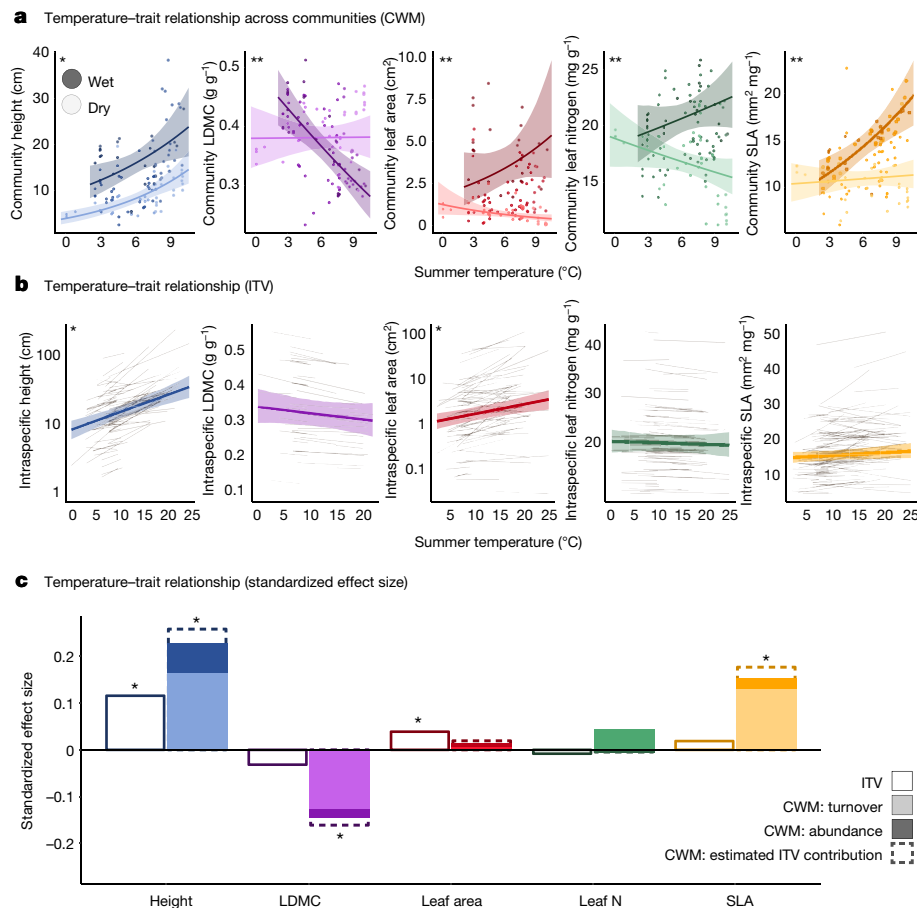 a Temperature–trait relationship across communities (CWM)
Community height (cm)
40
30
20
10
*
Wet
Dry
0 3 6 9
Community LDMC (g g⁻¹)
0.5
0.4
0.3
**
0 3 6 9
Community leaf area (cm²)
10.0
7.5
5.0
2.5
0
**
0 3 6 9
Community leaf nitrogen (mg g⁻¹)
25
20
15
**
0 3 6 9
Community SLA (mm² mg⁻¹)
20
15
10
**
0 3 6 9
Summer temperature (°C)
b Temperature–trait relationship (ITV)
Intraspecific height (cm)
100
10
1
*
0 5 10 15 20 25
Intraspecific LDMC (g g⁻¹)
0.5
0.4
0.3
0.2
0.1
0 5 10 15 20
Intraspecific leaf area (cm²)
100
10
1
0.1
*
5 10 15 20 25
Intraspecific leaf nitrogen (mg g⁻¹)
40
30
20
0 5 10 15 20 25
Intraspecific SLA (mm² mg⁻¹)
50
40
30
20
10
5 10 15 20 25
Summer temperature (°C)
c Temperature–trait relationship (standardized effect size)
Standardized effect size
0.2
0.1
0
–0.1
–0.2
*
*
*
*
*
ITV
CWM: turnover
CWM: abundance
CWM: estimated ITV contribution
Height LDMC Leaf area Leaf N SLA